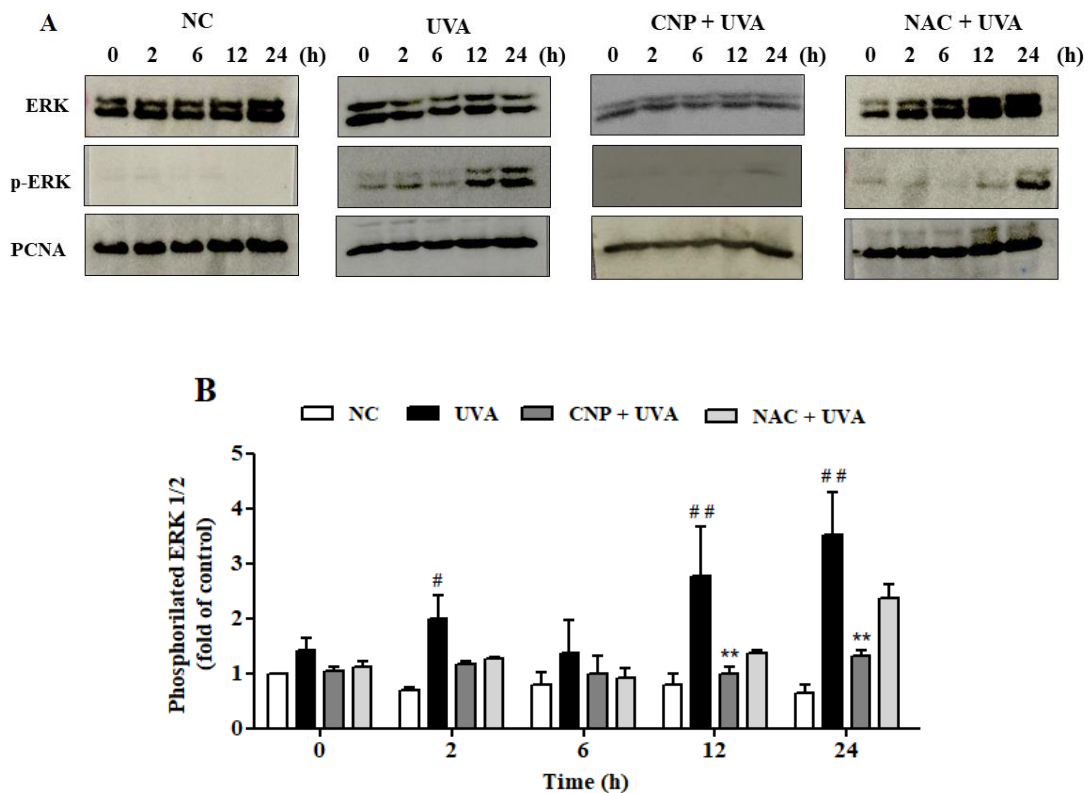 A
NC
UVA
CNP + UVA
NAC + UVA
0 2 6 12 24 (h)
0 2 6 12 24 (h)
0 2 6 12 24 (h)
0 2 6 12 24 (h)
ERK
p-ERK
PCNA
B
NC UVA CNP + UVA NAC + UVA
Phosphorilated ERK 1/2
(fold of control)
5
4
3
2
1
0
#
# #
**
# #
**
0 2 6 12 24
Time (h)